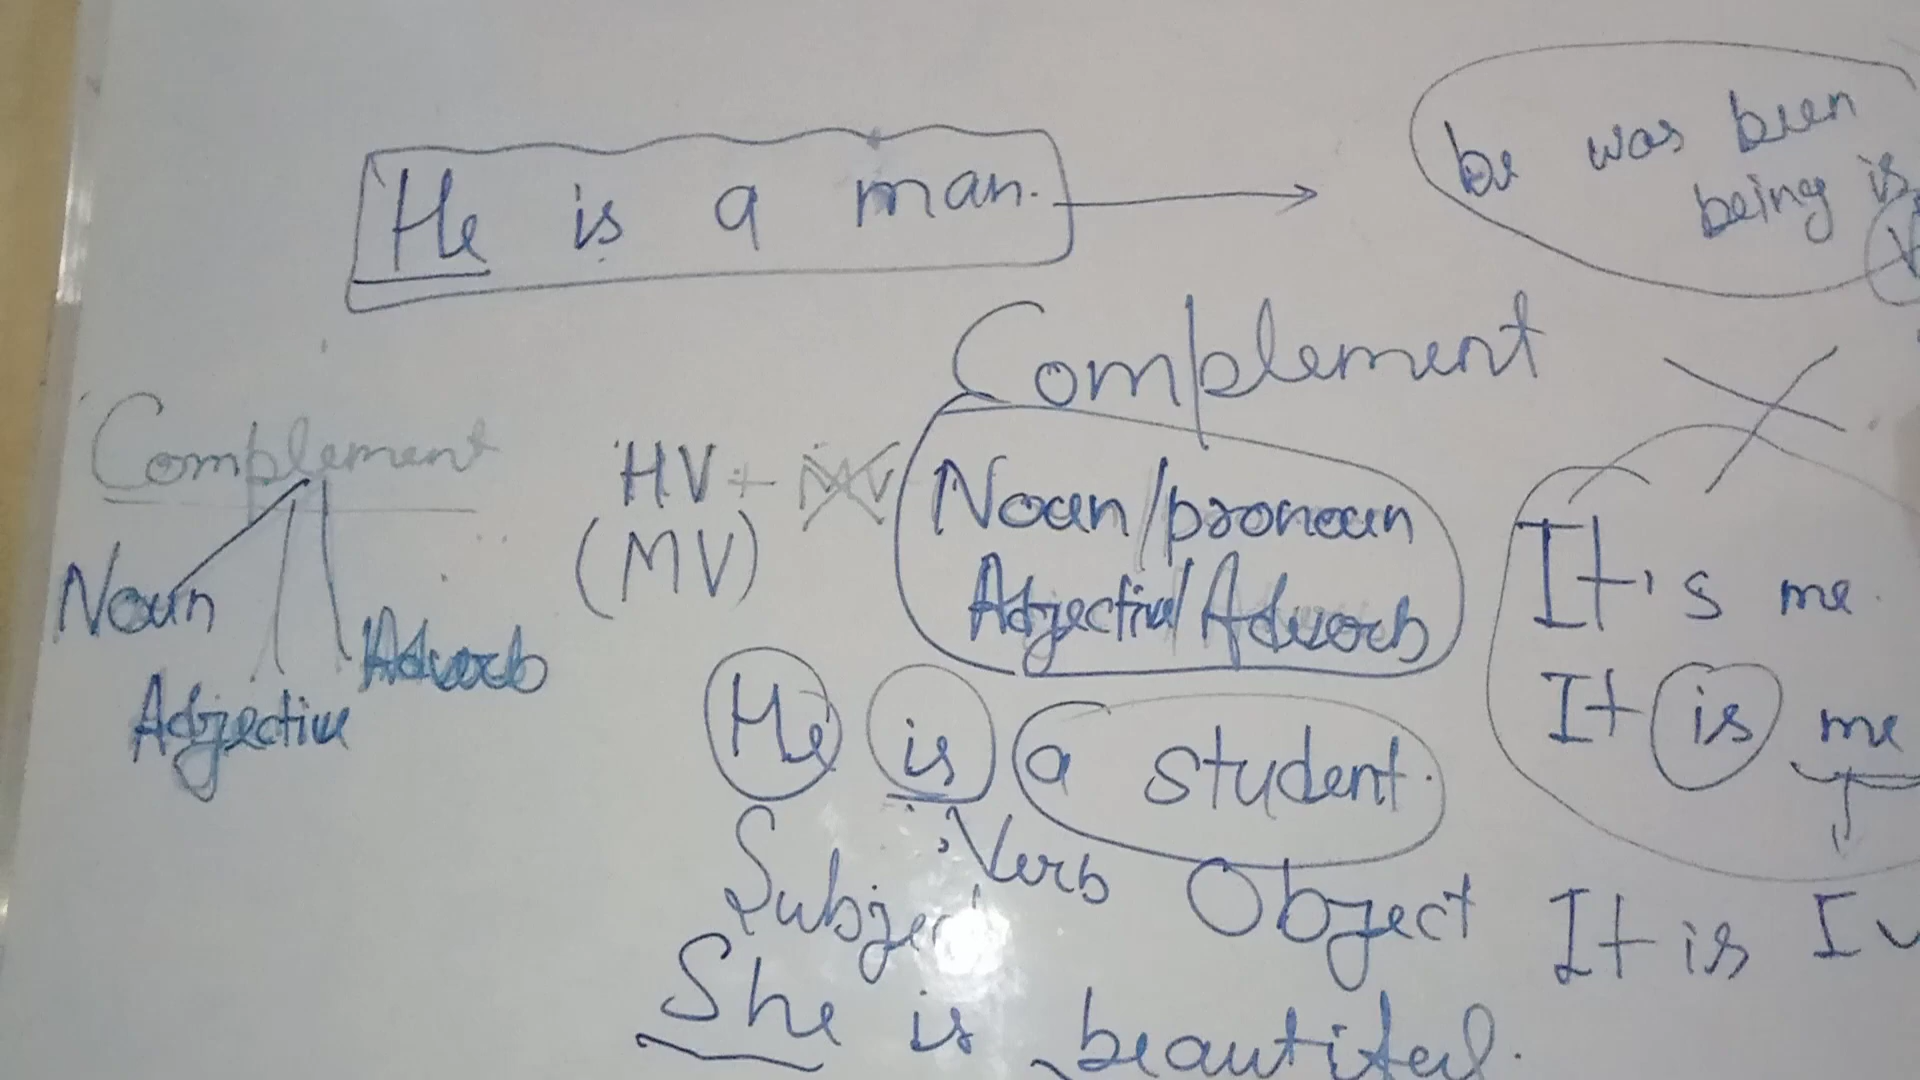 He is a man.
be was been
being is
Complement
Complement
HV +
(MV)
Noun/pronoun
Adjective/Adverb
Noun
Adjective
Adverb
It's me.
It is me
He is a student.
Subject
Verb
Object
It is I
She is beautiful.